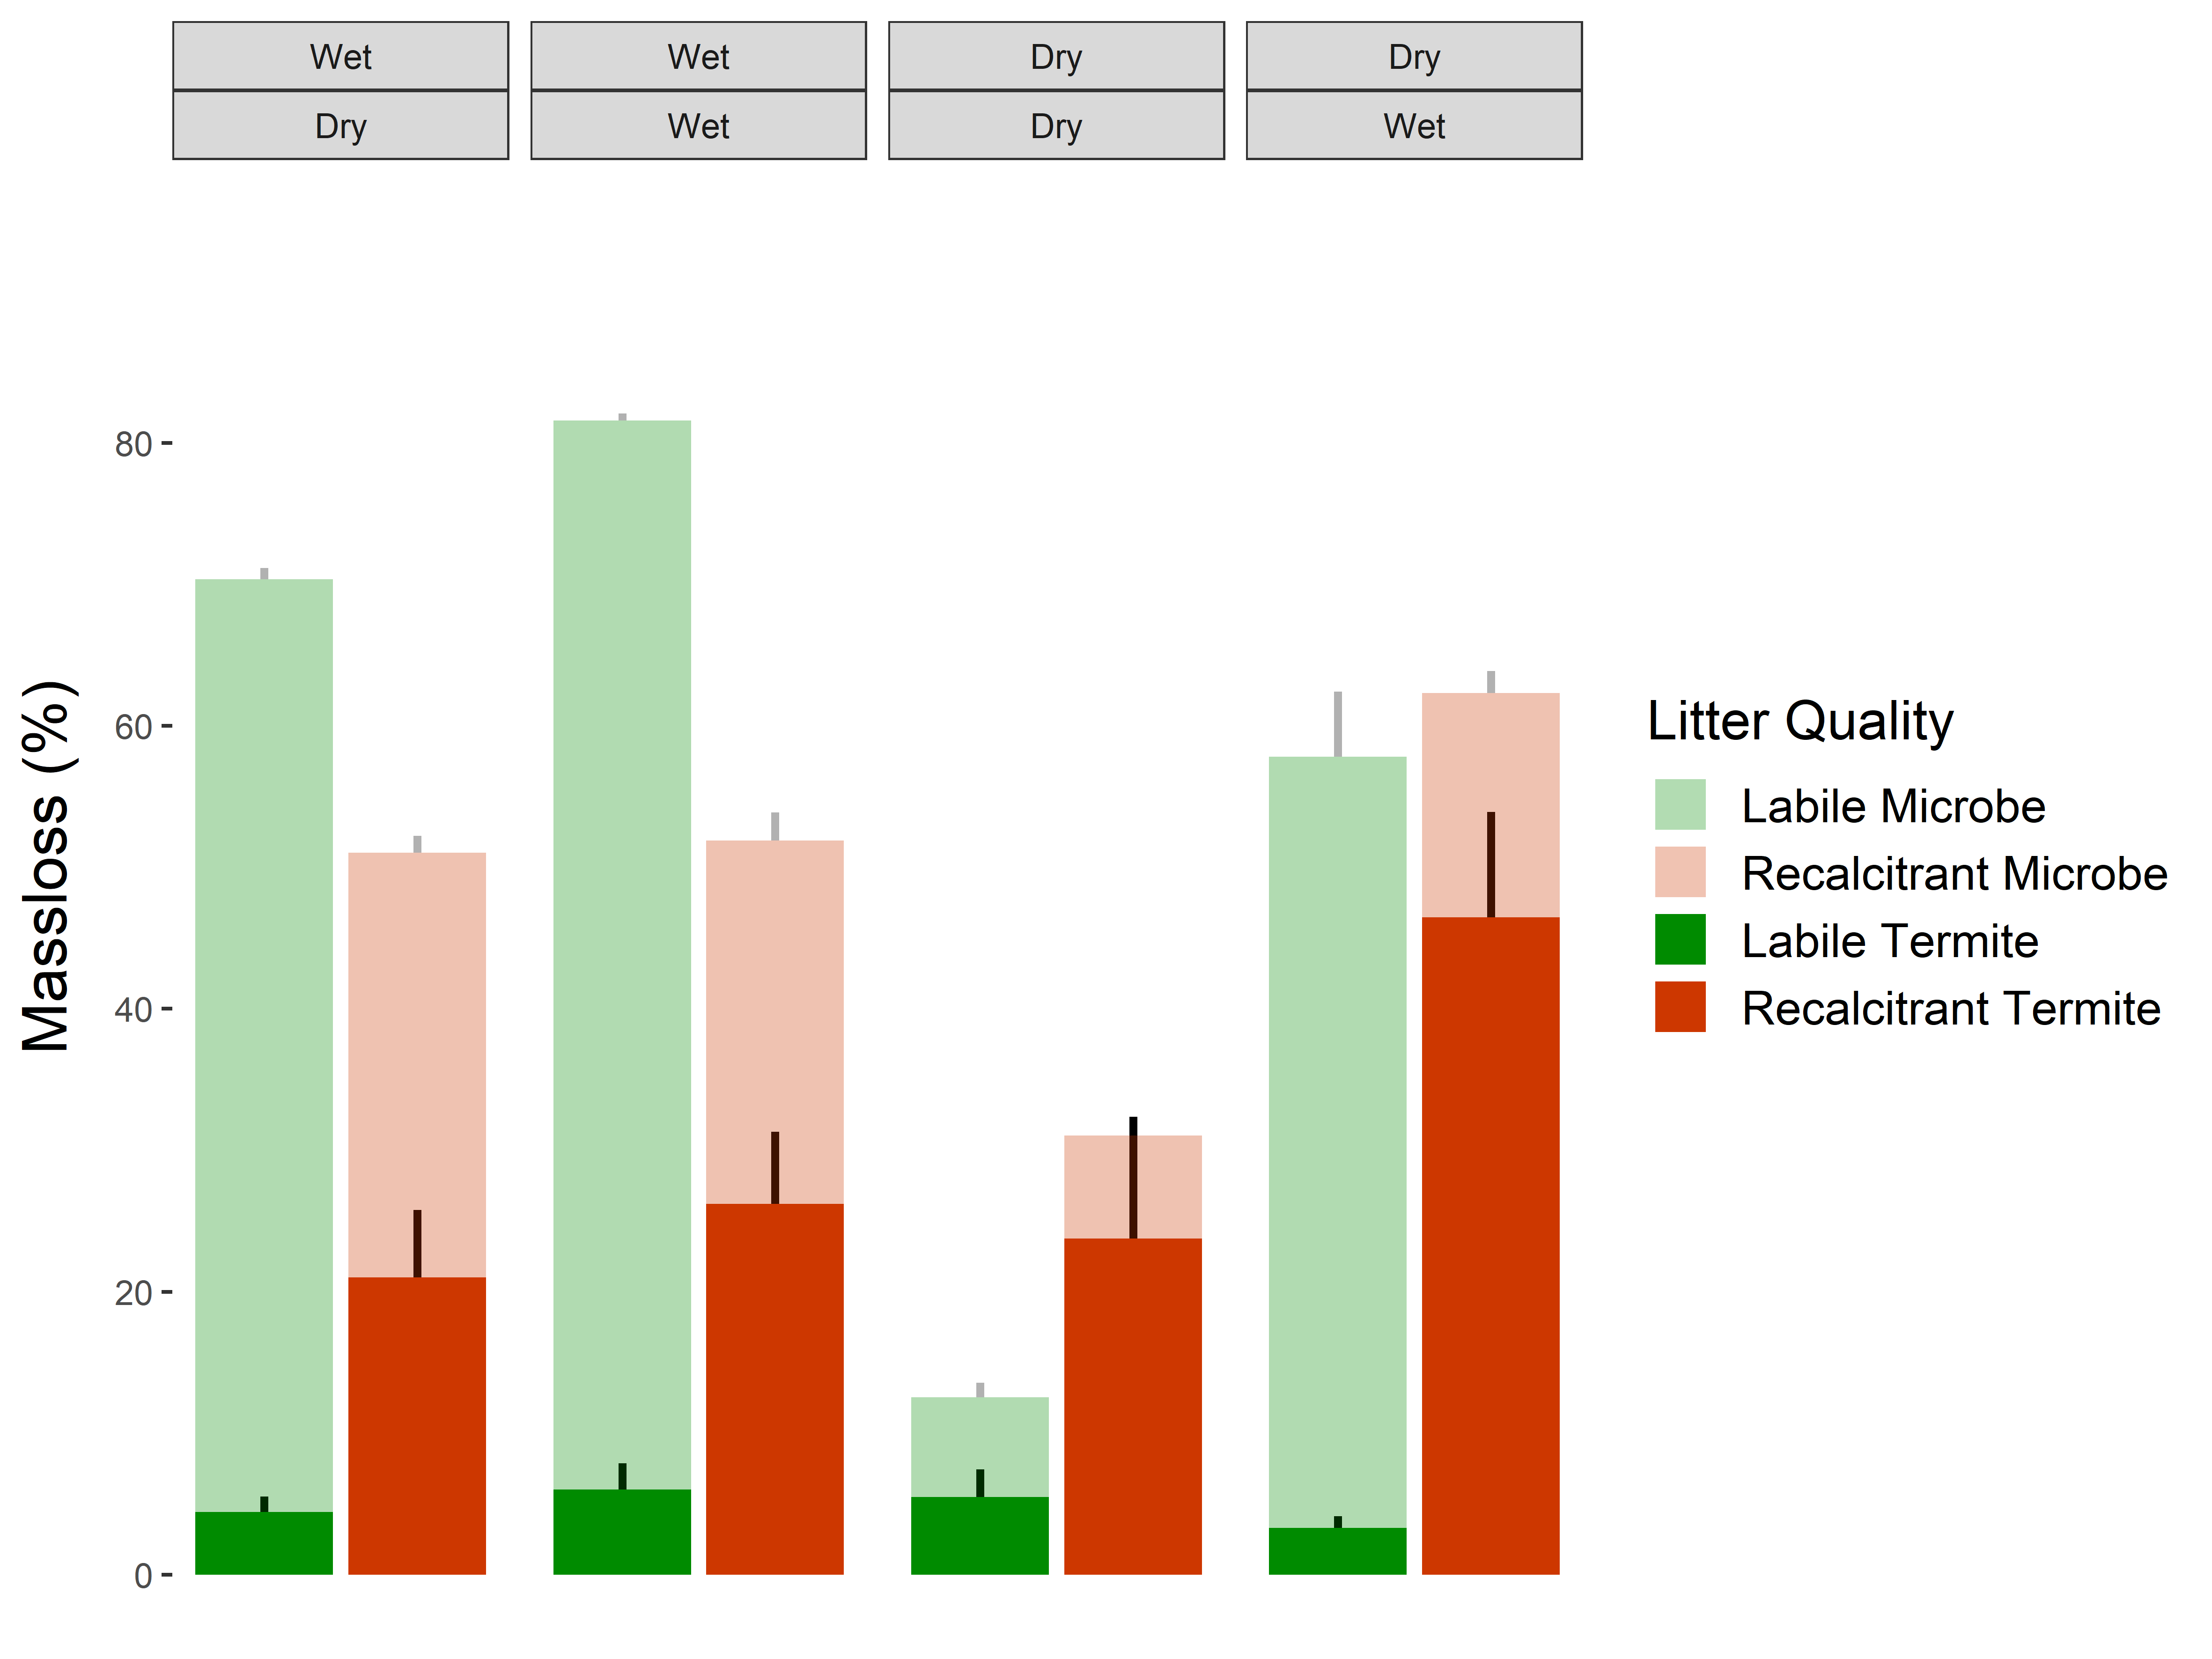 Wet Wet Dry Dry
Dry Wet Dry Wet
80
60
40
20
0
Massloss (%)
Litter Quality
Labile Microbe
Recalcitrant Microbe
Labile Termite
Recalcitrant Termite